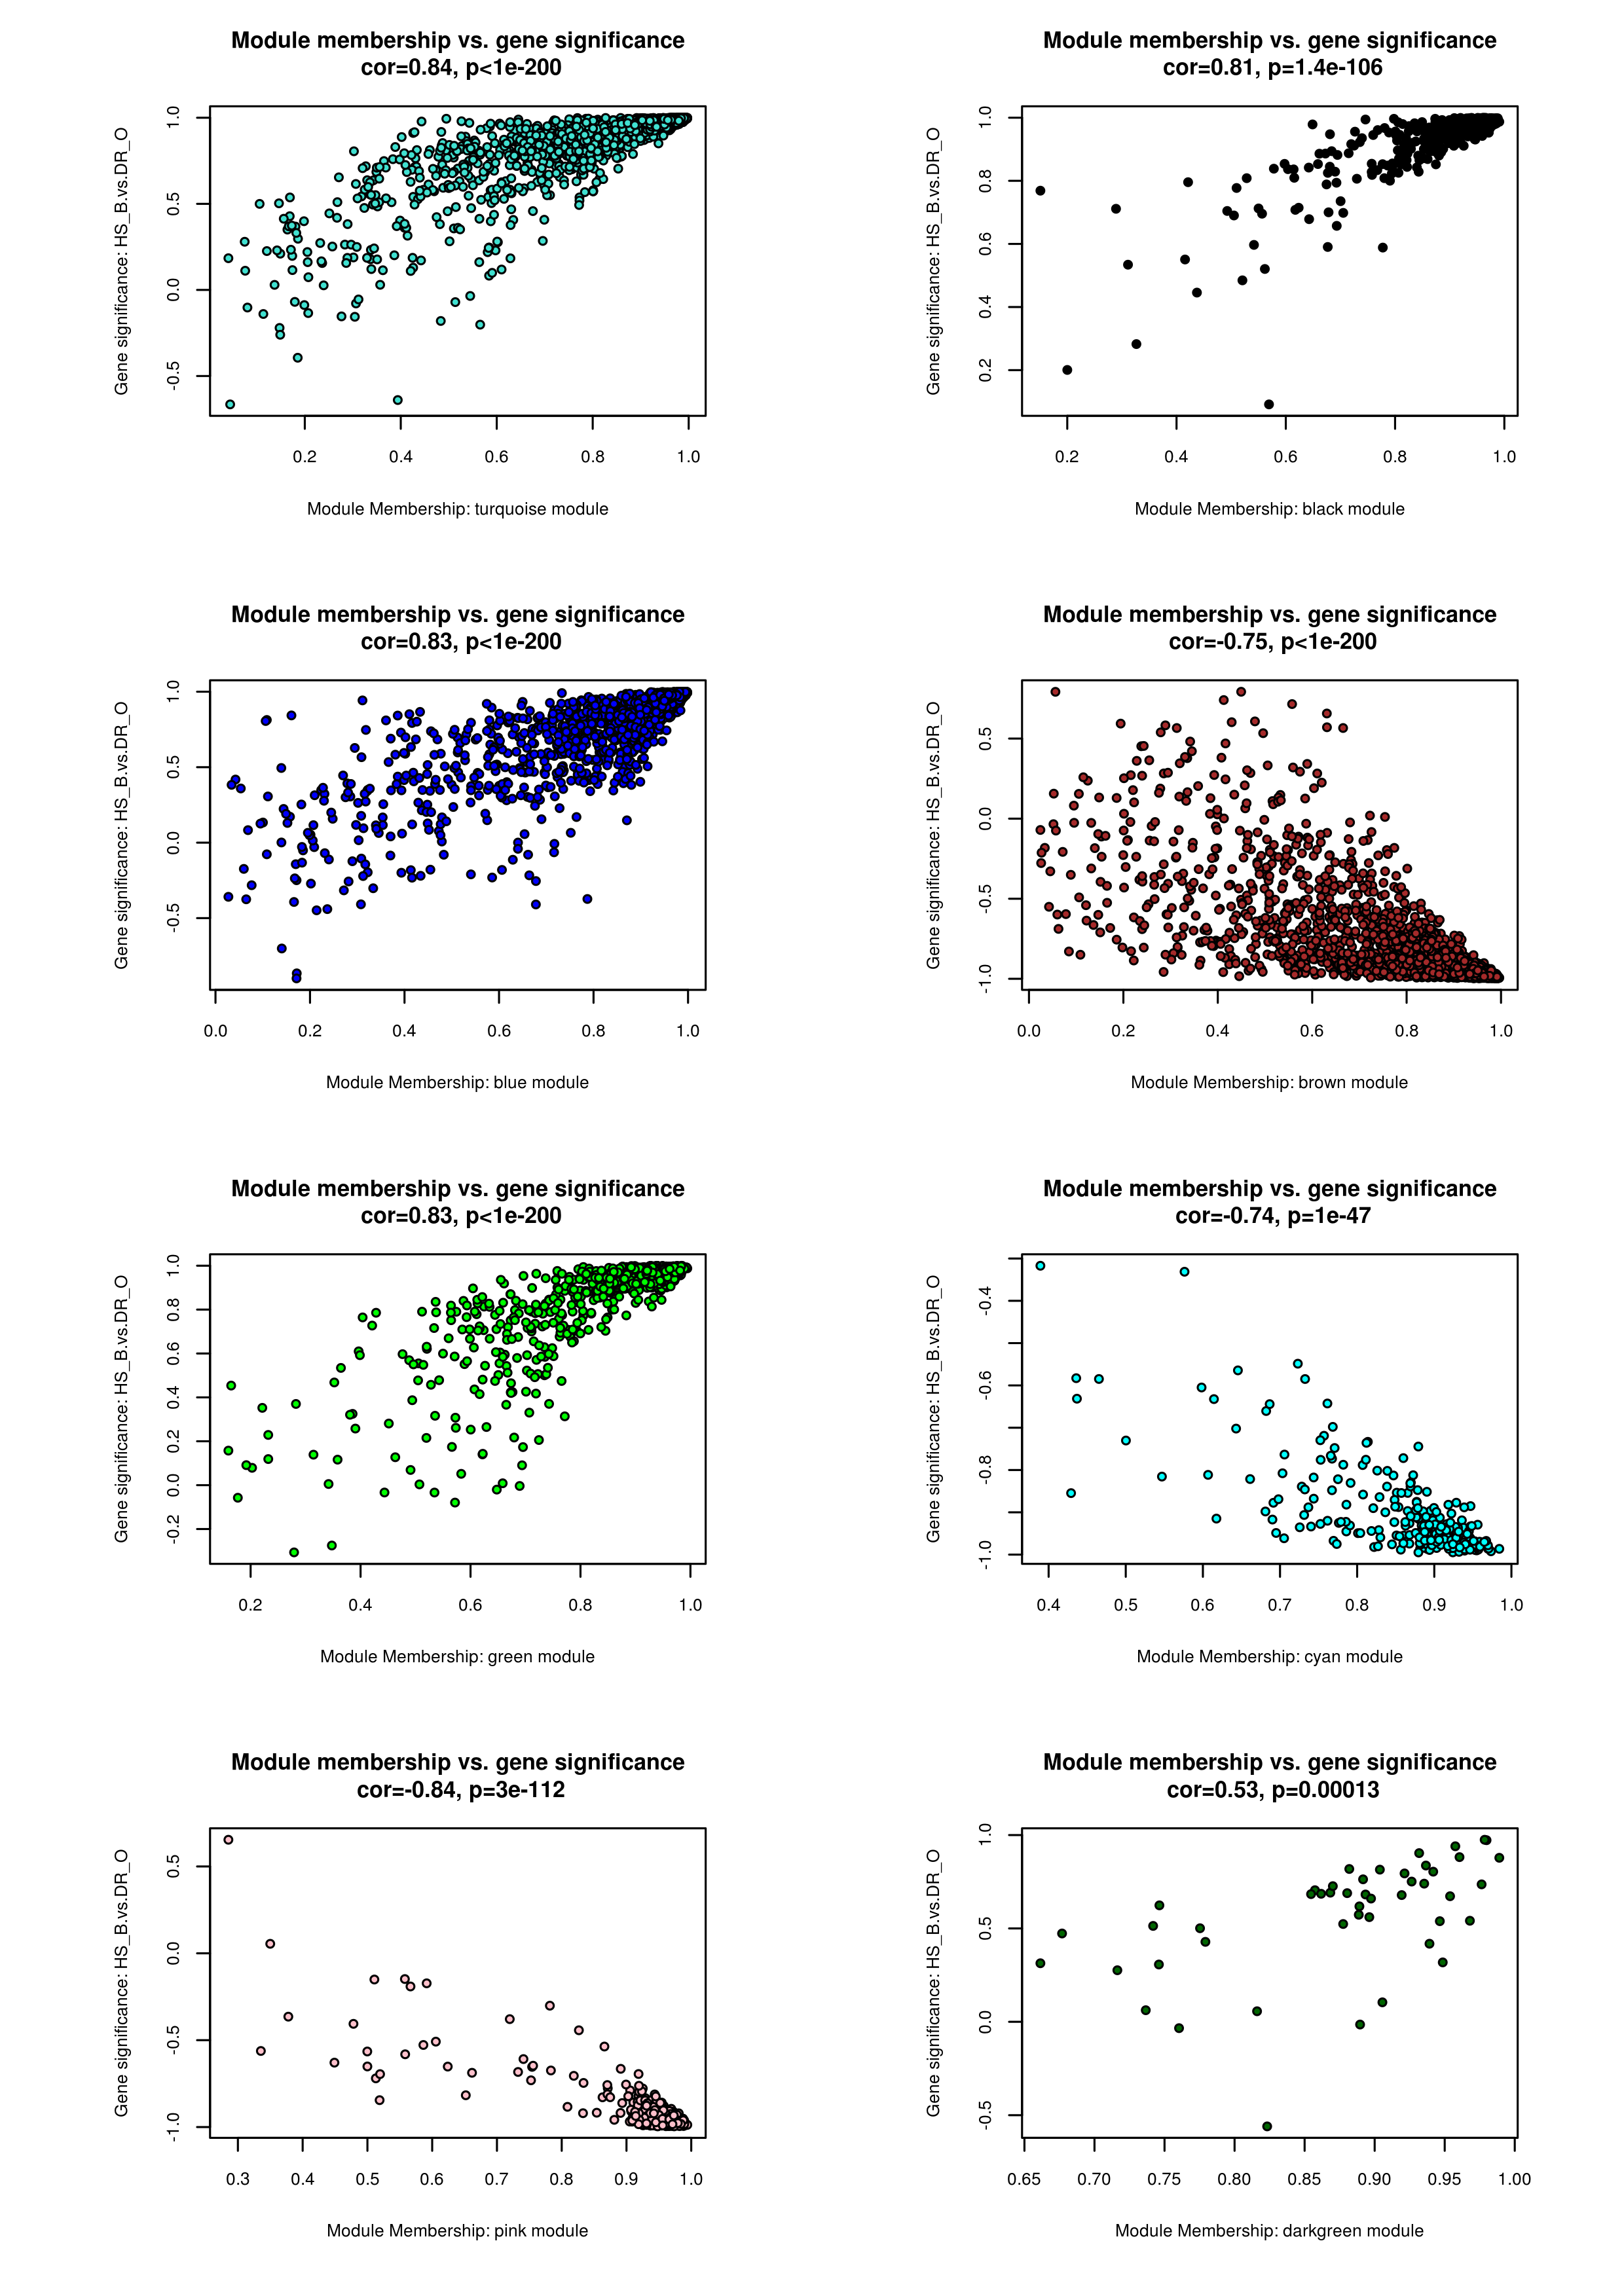 Module membership vs. gene significance
cor=0.84, p<1e-200
Gene significance: HS_B.vs.DR_O
1.0
0.5
0.0
-0.5
0.2 0.4 0.6 0.8 1.0
Module Membership: turquoise module
Module membership vs. gene significance
cor=0.81, p=1.4e-106
Gene significance: HS_B.vs.DR_O
1.0
0.8
0.6
0.4
0.2
0.2 0.4 0.6 0.8 1.0
Module Membership: black module
Module membership vs. gene significance
cor=0.83, p<1e-200
Gene significance: HS_B.vs.DR_O
1.0
0.5
0.0
-0.5
0.0 0.2 0.4 0.6 0.8 1.0
Module Membership: blue module
Module membership vs. gene significance
cor=-0.75, p<1e-200
Gene significance: HS_B.vs.DR_O
0.5
0.0
-0.5
-1.0
0.0 0.2 0.4 0.6 0.8 1.0
Module Membership: brown module
Module membership vs. gene significance
cor=0.83, p<1e-200
Gene significance: HS_B.vs.DR_O
1.0
0.8
0.6
0.4
0.2
0.0
-0.2
0.2 0.4 0.6 0.8 1.0
Module Membership: green module
Module membership vs. gene significance
cor=-0.74, p=1e-47
Gene significance: HS_B.vs.DR_O
-0.4
-0.6
-0.8
-1.0
0.4 0.5 0.6 0.7 0.8 0.9 1.0
Module Membership: cyan module
Module membership vs. gene significance
cor=-0.84, p=3e-112
Gene significance: HS_B.vs.DR_O
0.5
0.0
-0.5
-1.0
0.3 0.4 0.5 0.6 0.7 0.8 0.9 1.0
Module Membership: pink module
Module membership vs. gene significance
cor=0.53, p=0.00013
Gene significance: HS_B.vs.DR_O
1.0
0.5
0.0
-0.5
0.65 0.70 0.75 0.80 0.85 0.90 0.95 1.00
Module Membership: darkgreen module